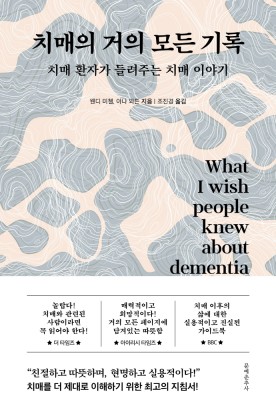 치매의 거의 모든 기록
치매 환자가 들려주는 치매 이야기
웬디 미첼, 아나 와튼 지음 | 조진경 옮김
What
I wish
people
knew
about
dementia
놀랍다!
치매와 관련된
사람이라면
꼭 읽어야 한다!
★ 더 타임즈 ★
매력적이고
희망적이다!
거의 모든 페이지에
담겨있는 따뜻함
★ 아이리시 타임즈 ★
치매 이후의
삶에 대한
실용적이고 진실한
가이드북
★ BBC ★
“친절하고 따뜻하며, 현명하고 실용적이다!”
치매를 더 제대로 이해하기 위한 최고의 지침서!
문예춘추사